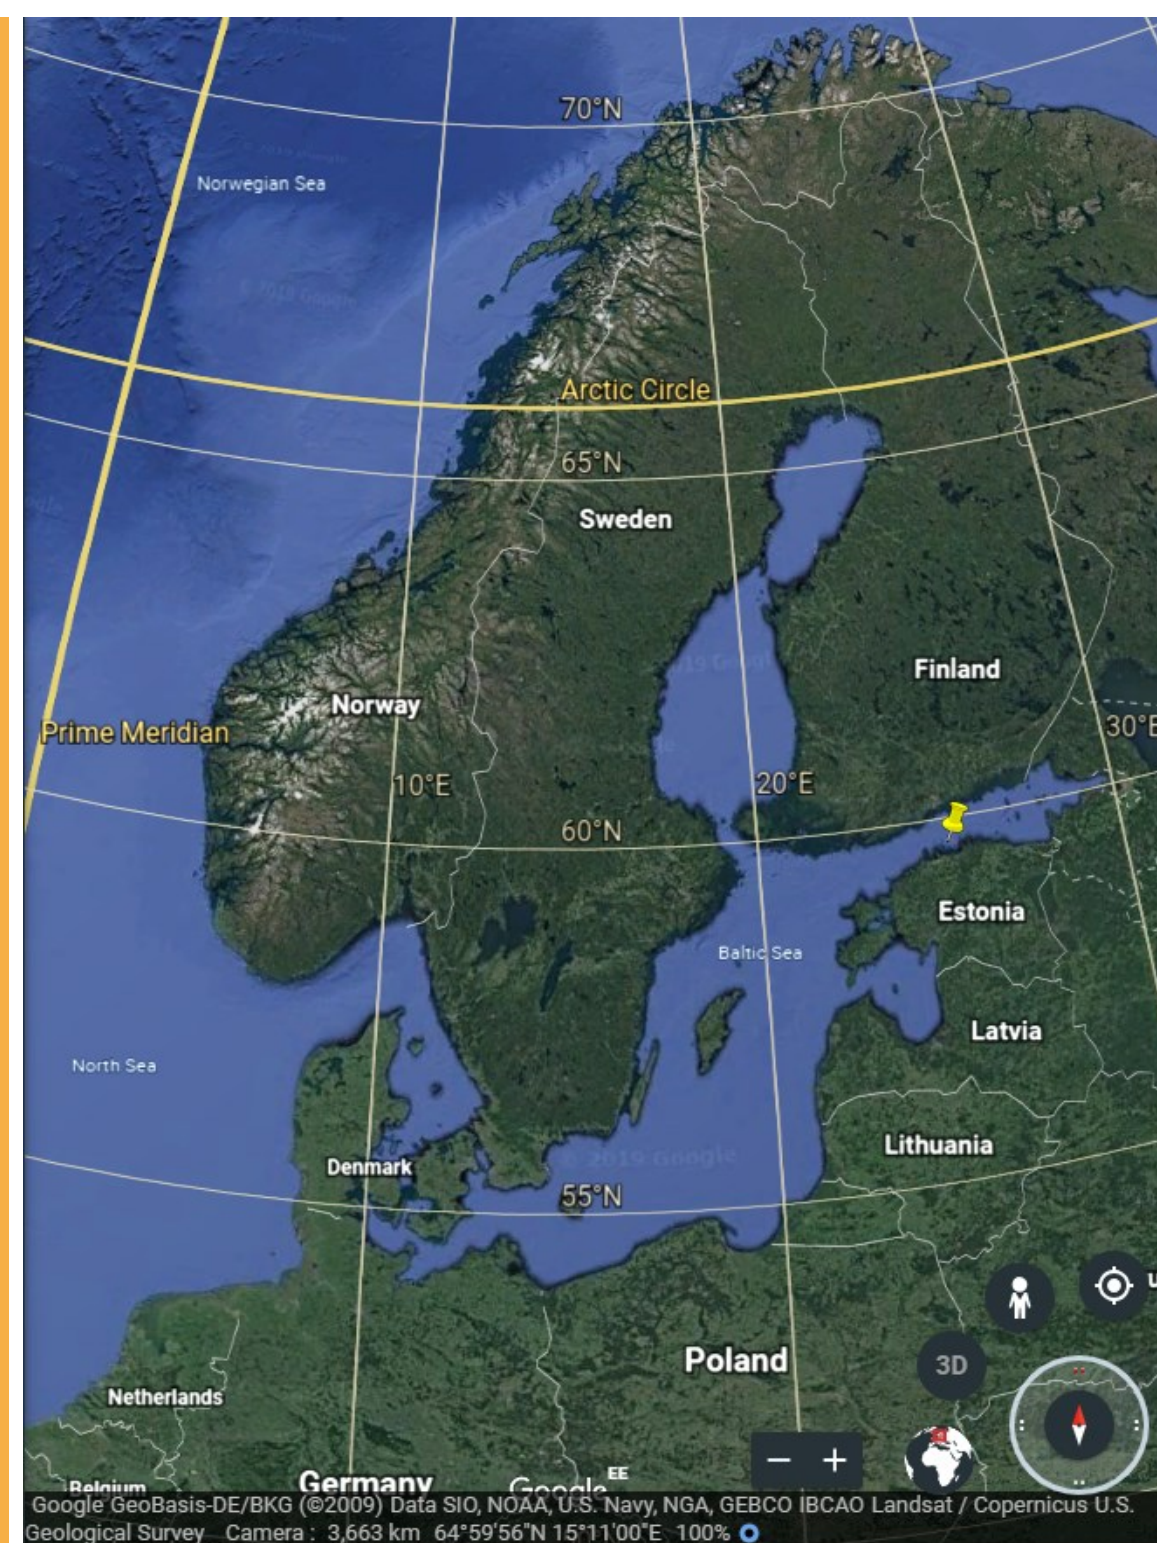 70°N
Norwegian Sea
Arctic Circle
65°N
Sweden
Finland
Norway
Prime Meridian
30°E
10°E
20°E
60°N
Estonia
Baltic Sea
Latvia
North Sea
Lithuania
© 2019 Google
Denmark
55°N
3D
Poland
Netherlands
EE
Germany
Google
Belgium
Google GeoBasis-DE/BKG (©2009) Data SIO, NOAA, U.S. Navy, NGA, GEBCO IBCAO Landsat / Copernicus U.S.
Geological Survey Camera : 3,663 km 64°59'56"N 15°11'00"E 100%